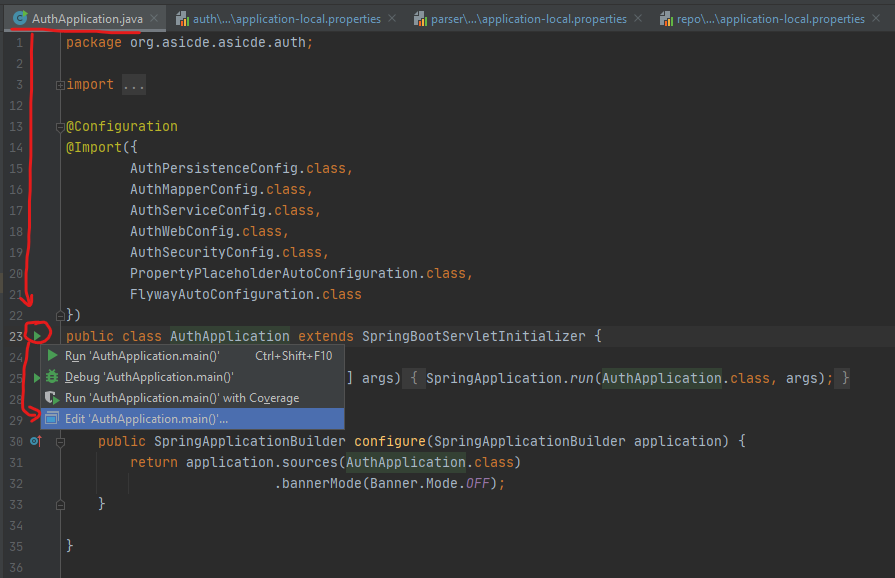 AuthApplication.java × auth\...\application-local.properties × parser\...\application-local.properties × repo\...\application-local.properties ×
1 package org.asicde.asicde.auth;
2
3 import ...
12
13 @Configuration
14 @Import({
15 AuthPersistenceConfig.class,
16 AuthMapperConfig.class,
17 AuthServiceConfig.class,
18 AuthWebConfig.class,
19 AuthSecurityConfig.class,
20 PropertyPlaceholderAutoConfiguration.class,
21 FlywayAutoConfiguration.class
22 })
23 public class AuthApplication extends SpringBootServletInitializer {
Run 'AuthApplication.main()' Ctrl+Shift+F10
25 Debug 'AuthApplication.main()' ] args) { SpringApplication.run(AuthApplication.class, args); }
28 Run 'AuthApplication.main()' with Coverage
29 Edit 'AuthApplication.main()'...
30 public SpringApplicationBuilder configure(SpringApplicationBuilder application) {
31 return application.sources(AuthApplication.class)
32 .bannerMode(Banner.Mode.OFF);
33 }
34
35 }
36